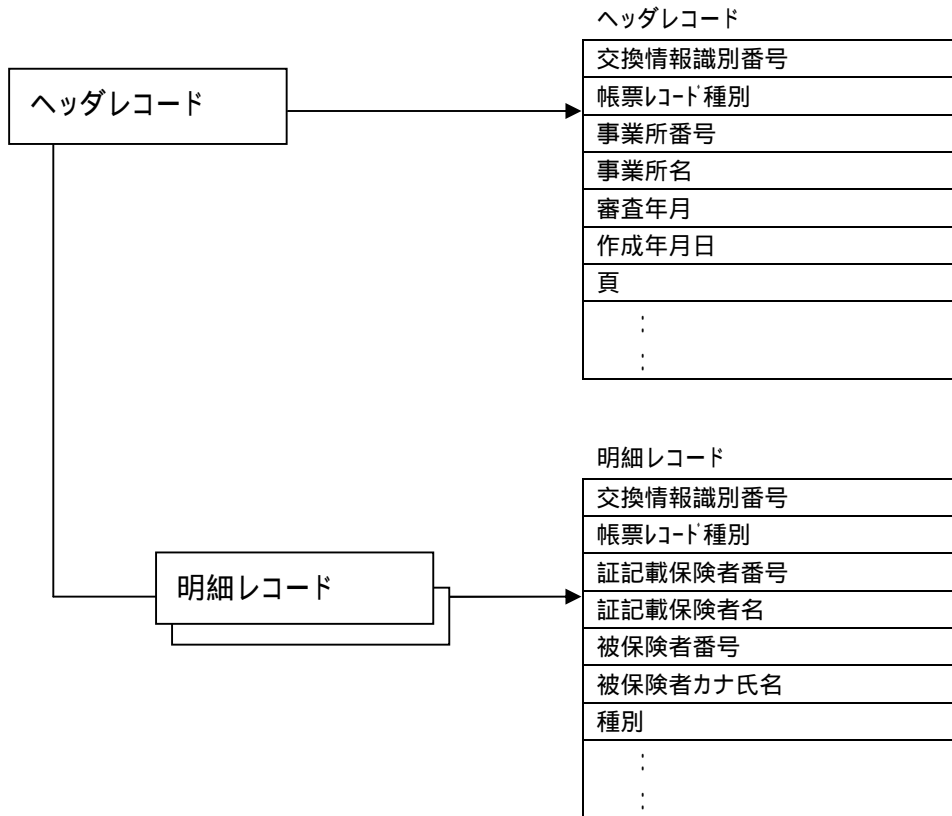 ヘッダレコード
ヘッダレコード
交換情報識別番号
帳票ﾚｺｰﾄﾞ種別
事業所番号
事業所名
審査年月
作成年月日
頁
:
:
明細レコード
明細レコード
交換情報識別番号
帳票ﾚｺｰﾄﾞ種別
証記載保険者番号
証記載保険者名
被保険者番号
被保険者カナ氏名
種別
:
: